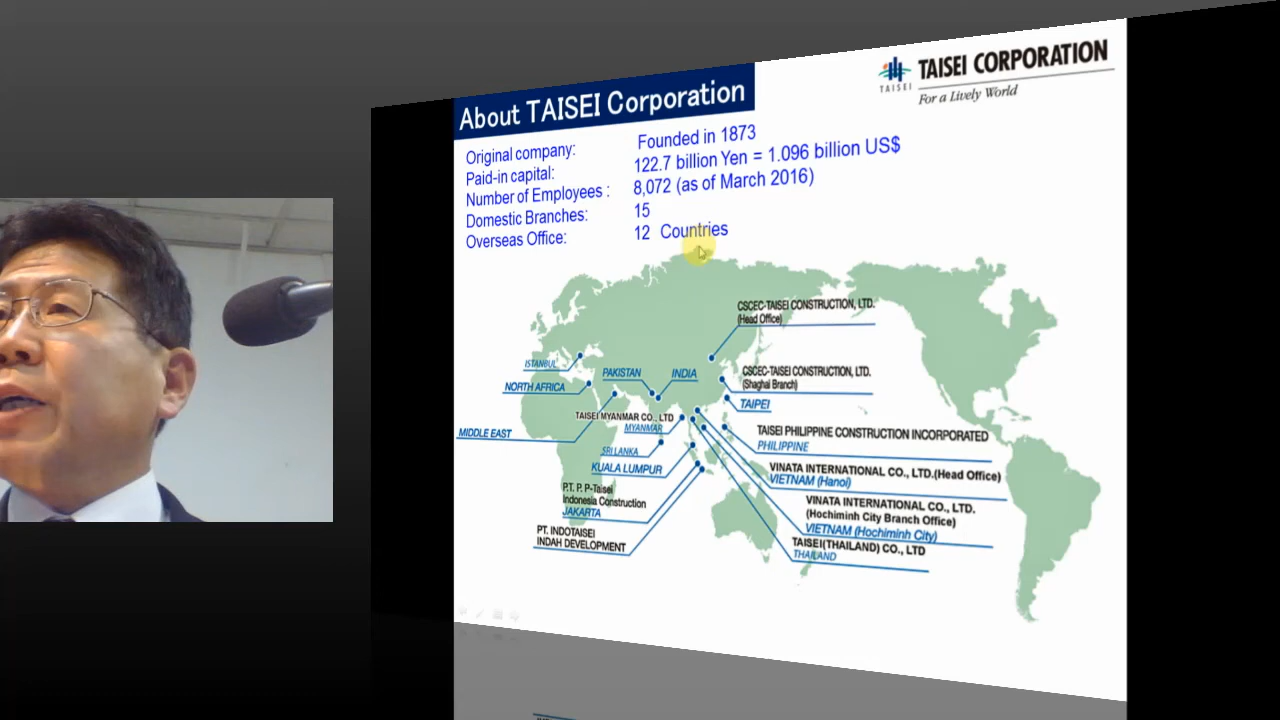 TAISEI CORPORATION
TAISEI
For a Lively World
About TAISEI Corporation
Original company: Founded in 1873
Paid-in capital: 122.7 billion Yen = 1.096 billion US$
Number of Employees : 8,072 (as of March 2016)
Domestic Branches: 15
Overseas Office: 12 Countries
CSCEC-TAISEI CONSTRUCTION, LTD.
(Head Office)
ISTANBUL
PAKISTAN
INDIA
CSCEC-TAISEI CONSTRUCTION, LTD.
(Shaghai Branch)
NORTH AFRICA
TAIPEI
TAISEI MYANMAR CO., LTD
MYANMAR
MIDDLE EAST
TAISEI PHILIPPINE CONSTRUCTION INCORPORATED
PHILIPPINE
SRI LANKA
KUALA LUMPUR
VINATA INTERNATIONAL CO., LTD.(Head Office)
VIETNAM (Hanoi)
P.T. P. P-Taisei
Indonesia Construction
JAKARTA
VINATA INTERNATIONAL CO., LTD.
(Hochiminh City Branch Office)
VIETNAM (Hochiminh City)
PT. INDOTAISEI
INDAH DEVELOPMENT
TAISEI(THAILAND) CO., LTD
THAILAND